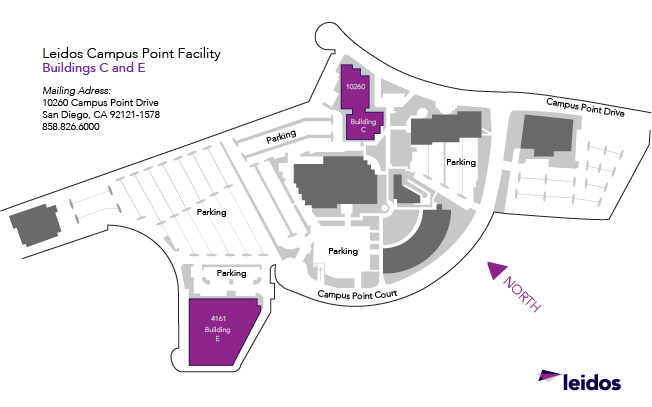 Leidos Campus Point Facility
Buildings C and E
Mailing Adress:
10260 Campus Point Drive
San Diego, CA 92121-1578
858.826.6000
10260
Building
C
Campus Point Drive
Parking
Parking
Parking
Parking
Parking
Campus Point Court
4161
Building
E
NORTH
leidos